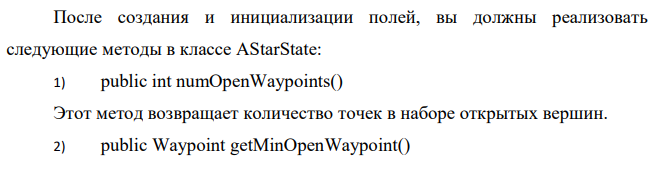 После создания и инициализации полей, вы должны реализовать
следующие методы в классе AStarState:
1) public int numOpenWaypoints()
Этот метод возвращает количество точек в наборе открытых вершин.
2) public Waypoint getMinOpenWaypoint()